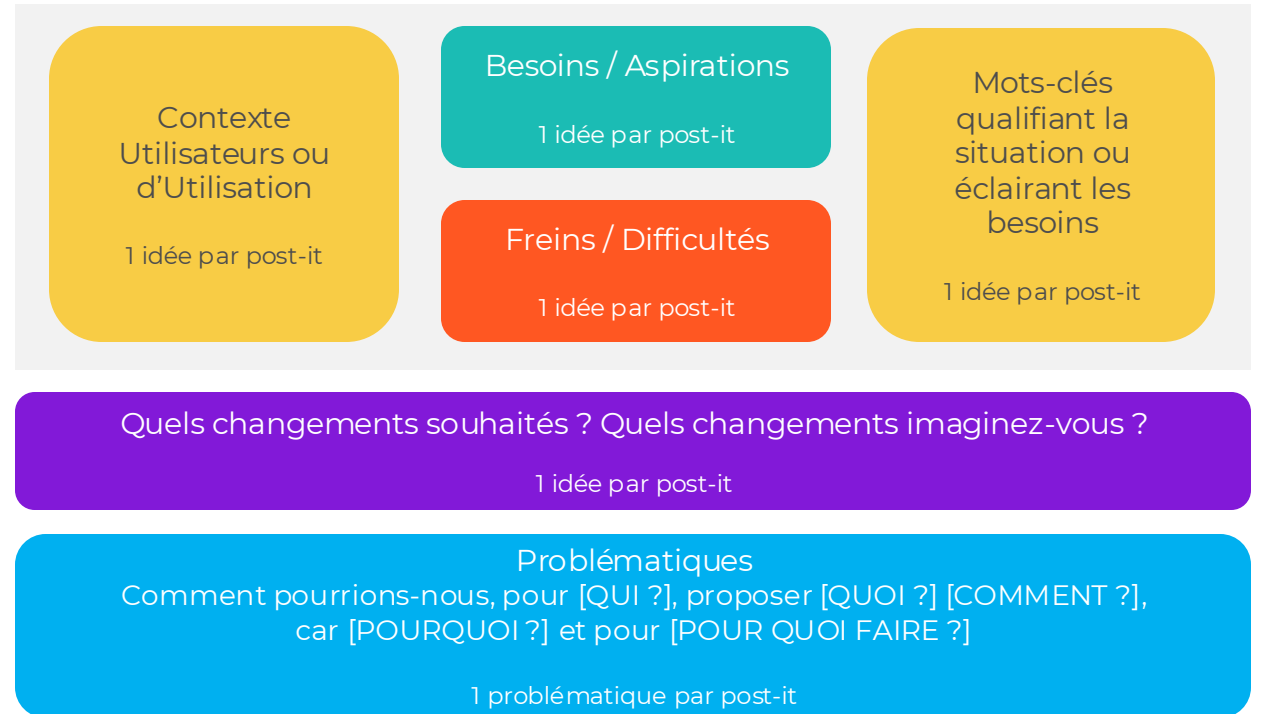 Contexte
Utilisateurs ou
d’Utilisation
1 idée par post-it
Besoins / Aspirations
1 idée par post-it
Freins / Difficultés
1 idée par post-it
Mots-clés
qualifiant la
situation ou
éclairant les
besoins
1 idée par post-it
Quels changements souhaités ? Quels changements imaginez-vous ?
1 idée par post-it
Problématiques
Comment pourrions-nous, pour [QUI ?], proposer [QUOI ?] [COMMENT ?],
car [POURQUOI ?] et pour [POUR QUOI FAIRE ?]
1 problématique par post-it